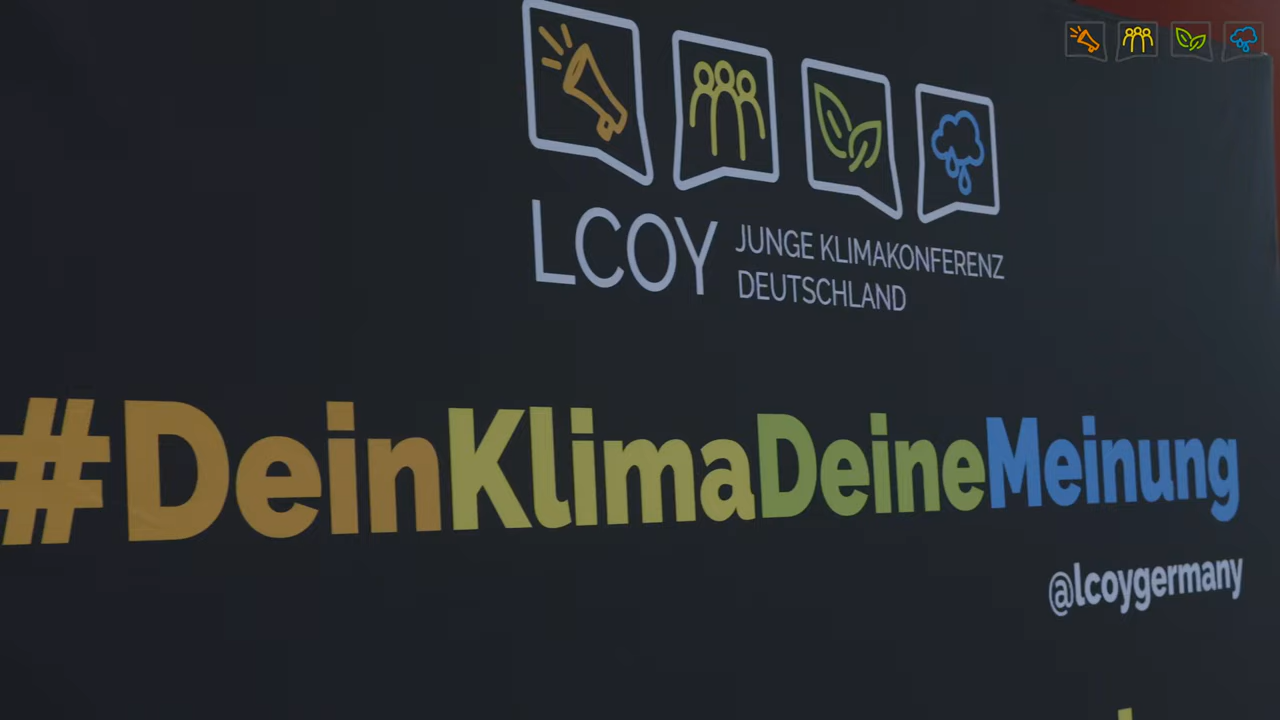 LCOY
JUNGE KLIMAKONFERENZ
DEUTSCHLAND
#DeinKlimaDeineMeinung
@lcoygermany